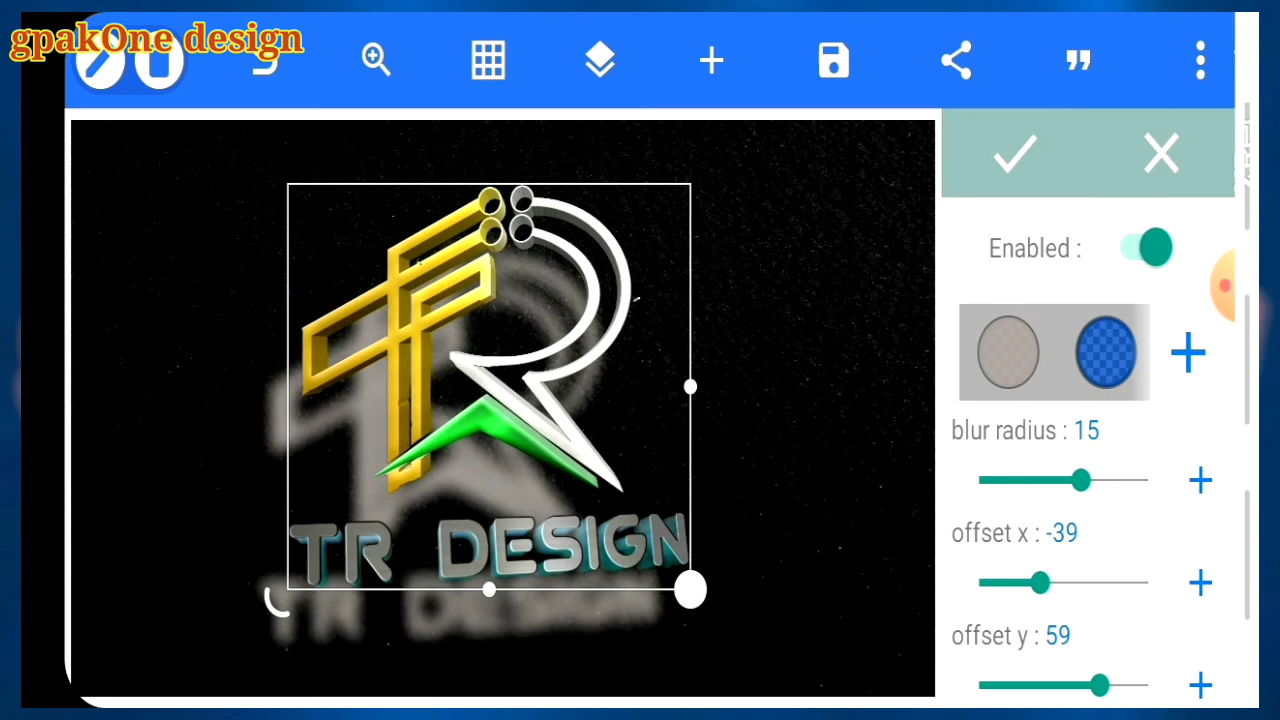 gpakOne design
Enabled :
blur radius : 15
offset x : -39
offset y : 59
TR DESIGN